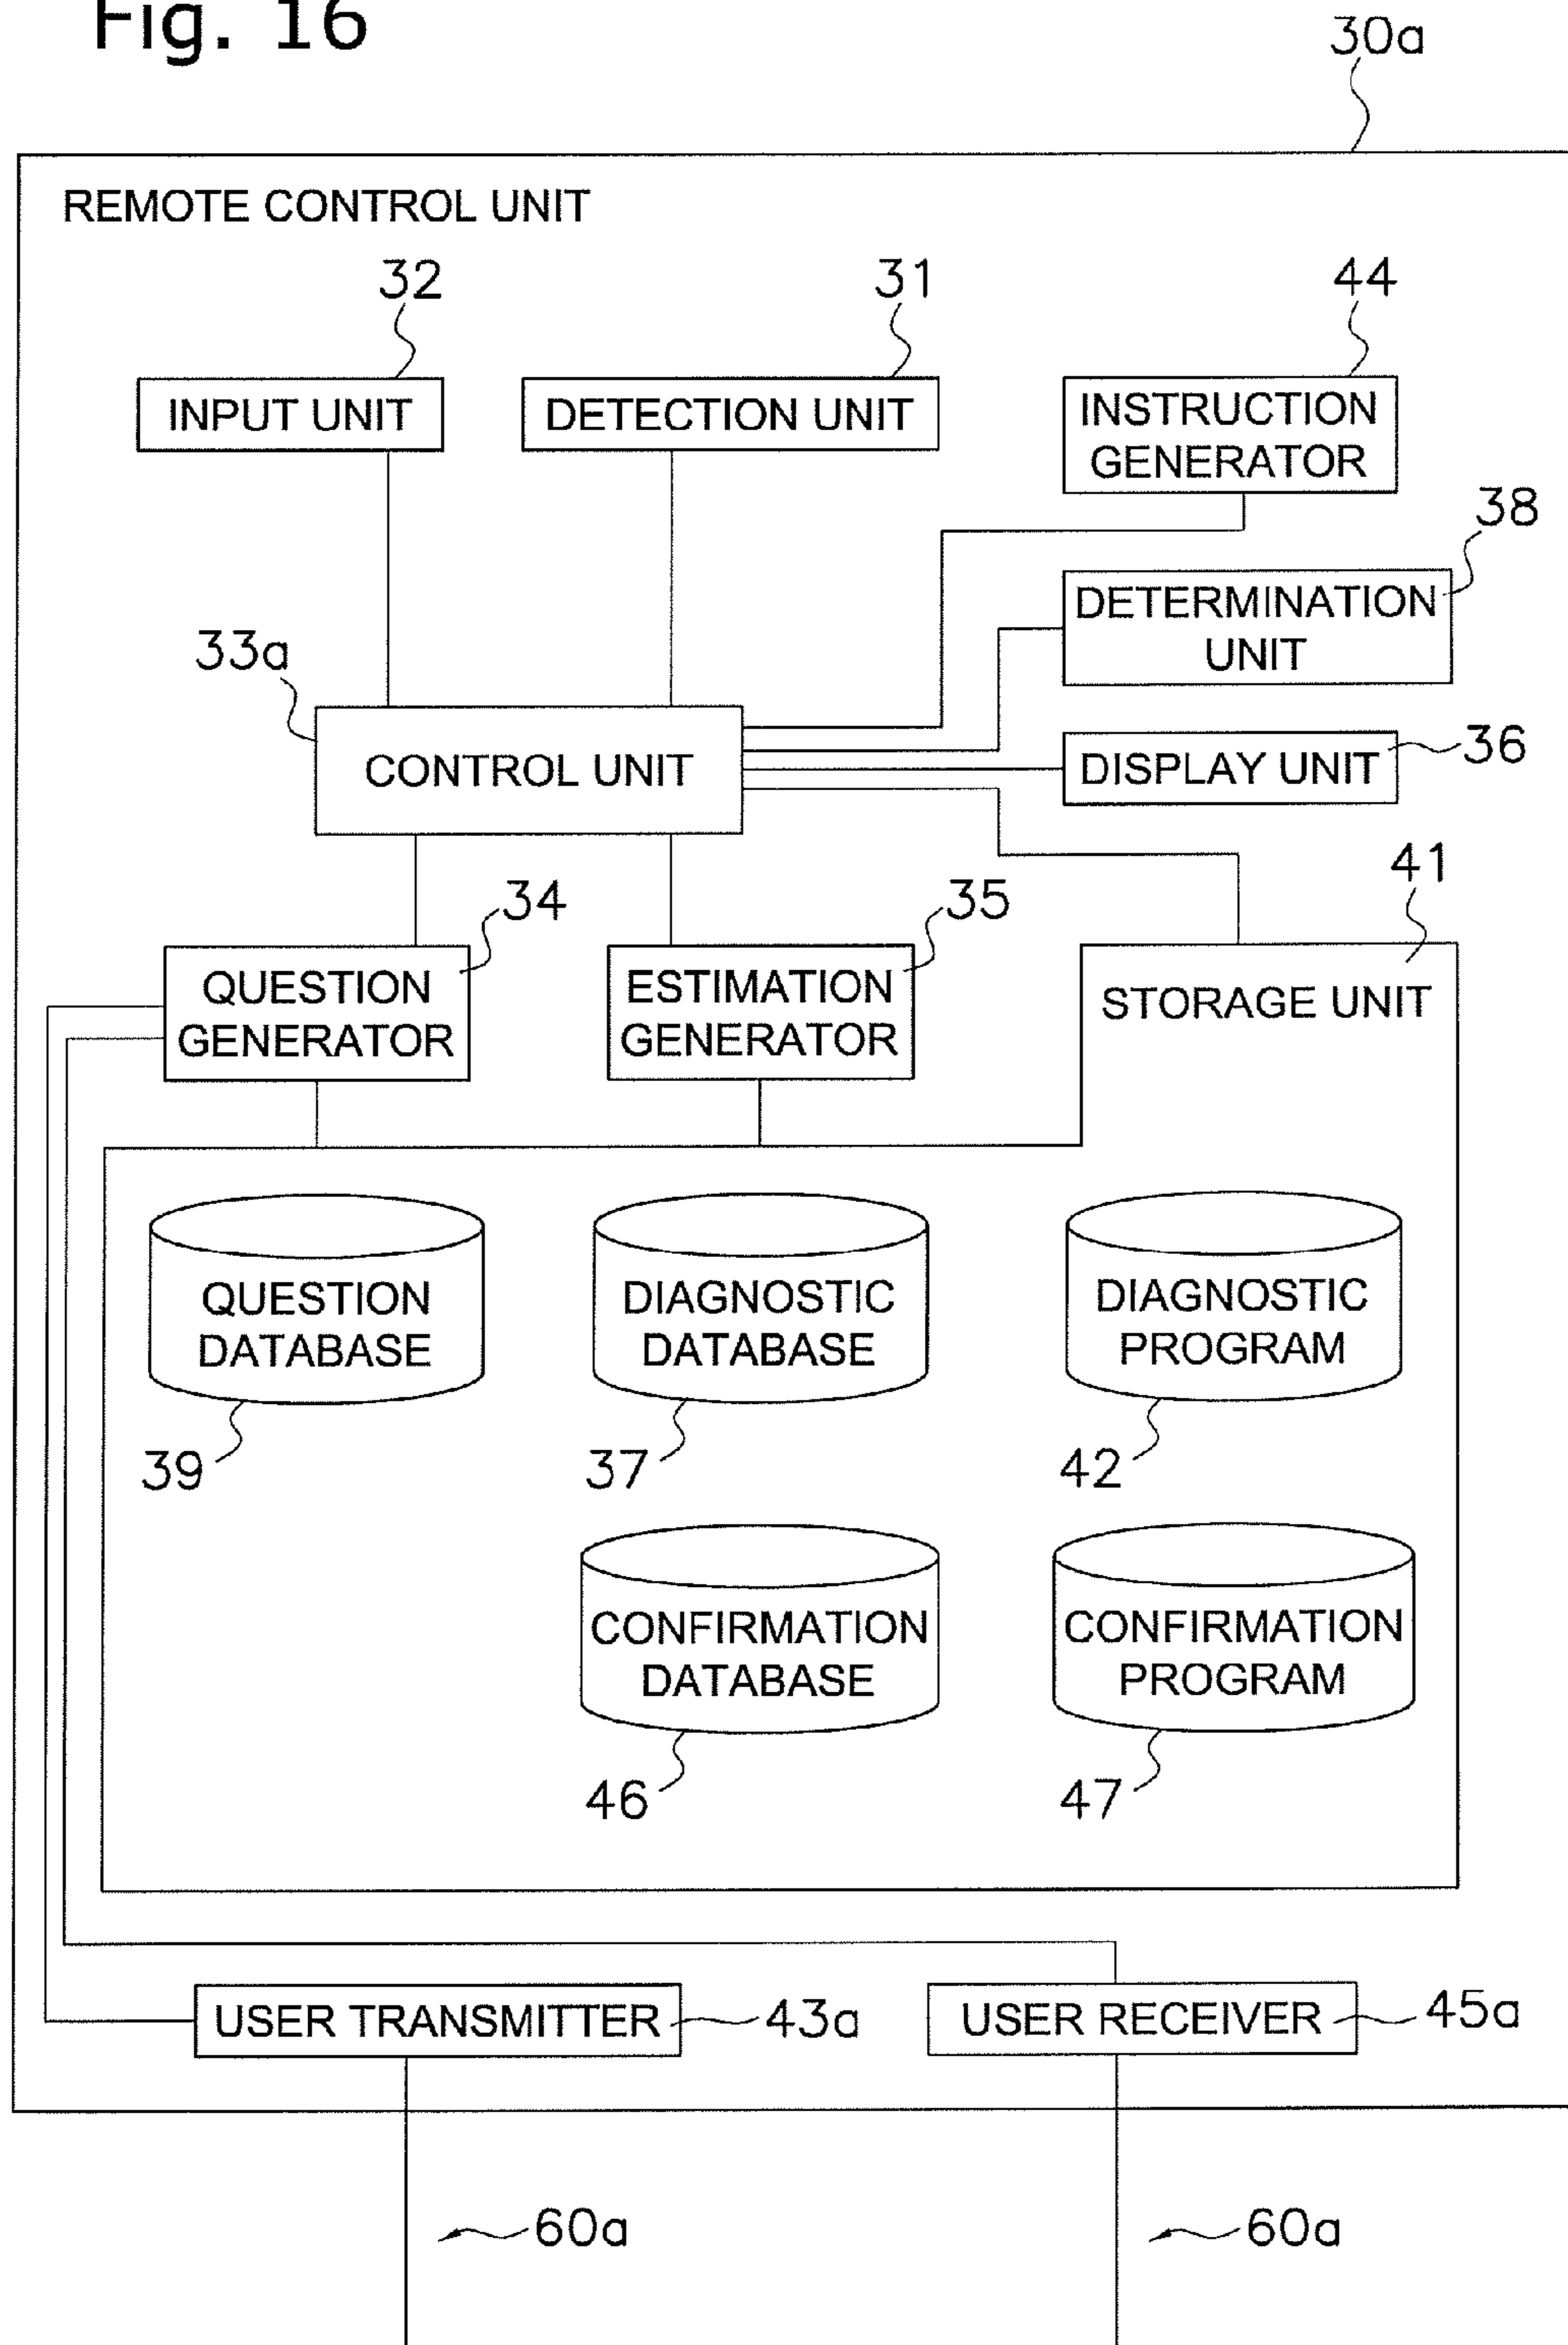 Fig. 16
30a
REMOTE CONTROL UNIT
32
31
44
INPUT UNIT
DETECTION UNIT
INSTRUCTION
GENERATOR
38
DETERMINATION
UNIT
33a
CONTROL UNIT
DISPLAY UNIT
36
41
34
35
QUESTION
GENERATOR
ESTIMATION
GENERATOR
STORAGE UNIT
QUESTION
DATABASE
DIAGNOSTIC
DATABASE
DIAGNOSTIC
PROGRAM
39
37
42
CONFIRMATION
DATABASE
CONFIRMATION
PROGRAM
46
47
USER TRANSMITTER
43a
USER RECEIVER
45a
60a
60a